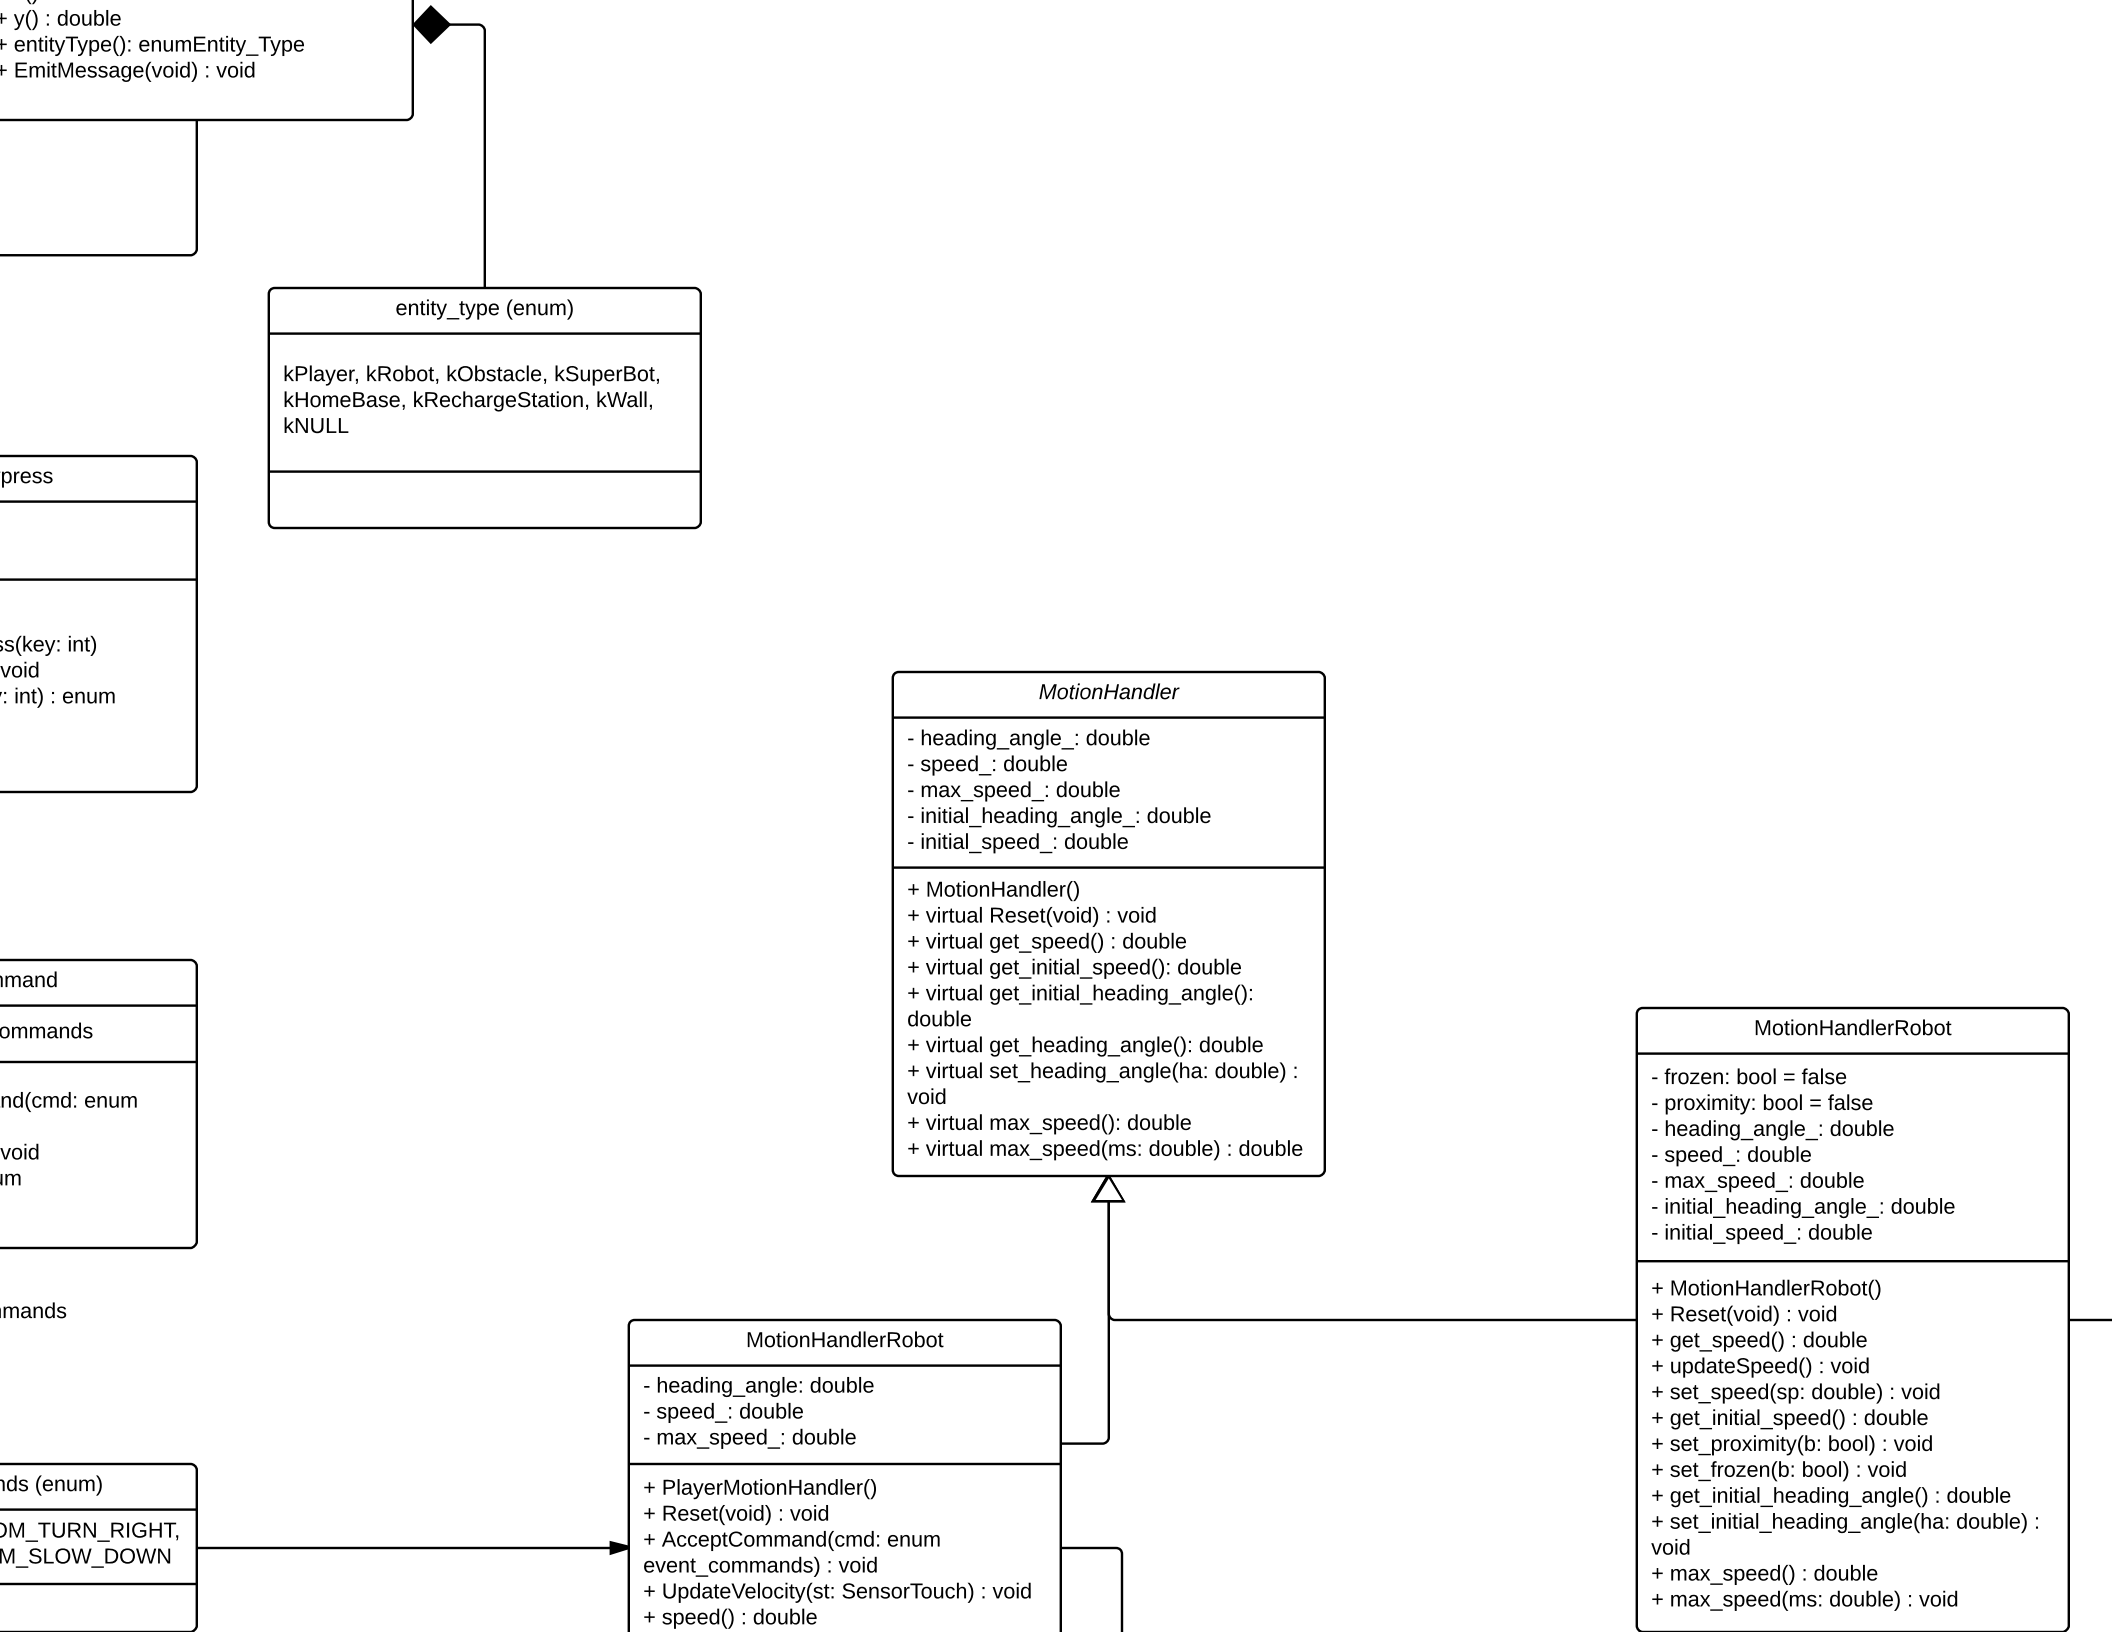 + y() : double
+ entityType(): enumEntity_Type
+ EmitMessage(void) : void
entity_type (enum)
kPlayer, kRobot, kObstacle, kSuperBot,
kHomeBase, kRechargeStation, kWall,
kNULL
press
(key: int)
void
int) : enum
MotionHandler
- heading_angle_: double
- speed_: double
- max_speed_: double
- initial_heading_angle_: double
- initial_speed_: double
+ MotionHandler()
+ virtual Reset(void) : void
+ virtual get_speed() : double
+ virtual get_initial_speed(): double
+ virtual get_initial_heading_angle():
double
+ virtual get_heading_angle(): double
+ virtual set_heading_angle(ha: double) :
void
+ virtual max_speed(): double
+ virtual max_speed(ms: double) : double
mmand
ommands
nd(cmd: enum
void
um
mmands
nds (enum)
OM_TURN_RIGHT,
M_SLOW_DOWN
MotionHandlerRobot
- heading_angle: double
- speed_: double
- max_speed_: double
+ PlayerMotionHandler()
+ Reset(void) : void
+ AcceptCommand(cmd: enum
event_commands) : void
+ UpdateVelocity(st: SensorTouch) : void
+ speed() : double
MotionHandlerRobot
- frozen: bool = false
- proximity: bool = false
- heading_angle_: double
- speed_: double
- max_speed_: double
- initial_heading_angle_: double
- initial_speed_: double
+ MotionHandlerRobot()
+ Reset(void) : void
+ get_speed() : double
+ updateSpeed() : void
+ set_speed(sp: double) : void
+ get_initial_speed() : double
+ set_proximity(b: bool) : void
+ set_frozen(b: bool) : void
+ get_initial_heading_angle() : double
+ set_initial_heading_angle(ha: double) :
void
+ max_speed() : double
+ max_speed(ms: double) : void